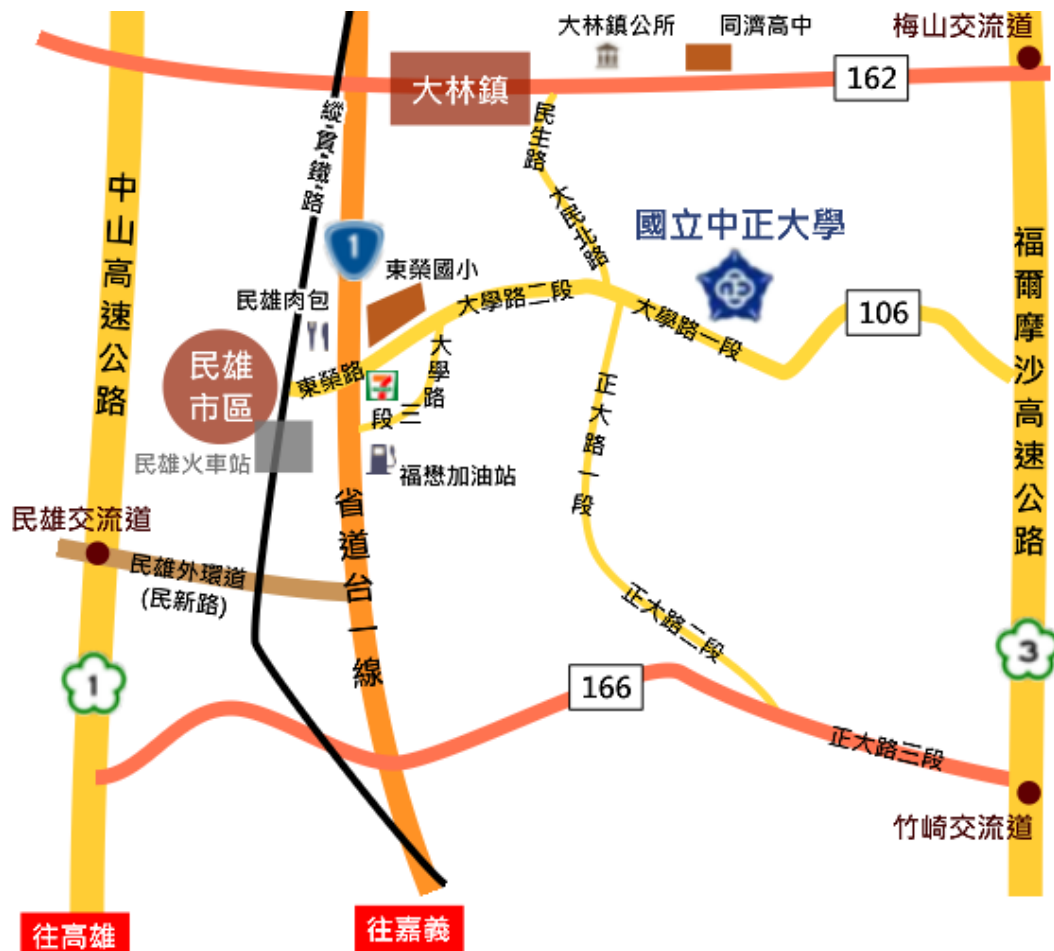 大林鎮公所
同濟高中
梅山交流道
162
大林鎮
縱貫鐵路
民生路
大民北路
中山高速公路
1
國立中正大學
福爾摩沙高速公路
東榮國小
民雄肉包
大學路二段
大學路一段
106
民雄
市區
東榮路
大學路
三段
正大路一段
民雄火車站
福懋加油站
省道台一線
民雄交流道
民雄外環道
(民新路)
正大路二段
3
1
166
正大路三段
竹崎交流道
往高雄
往嘉義